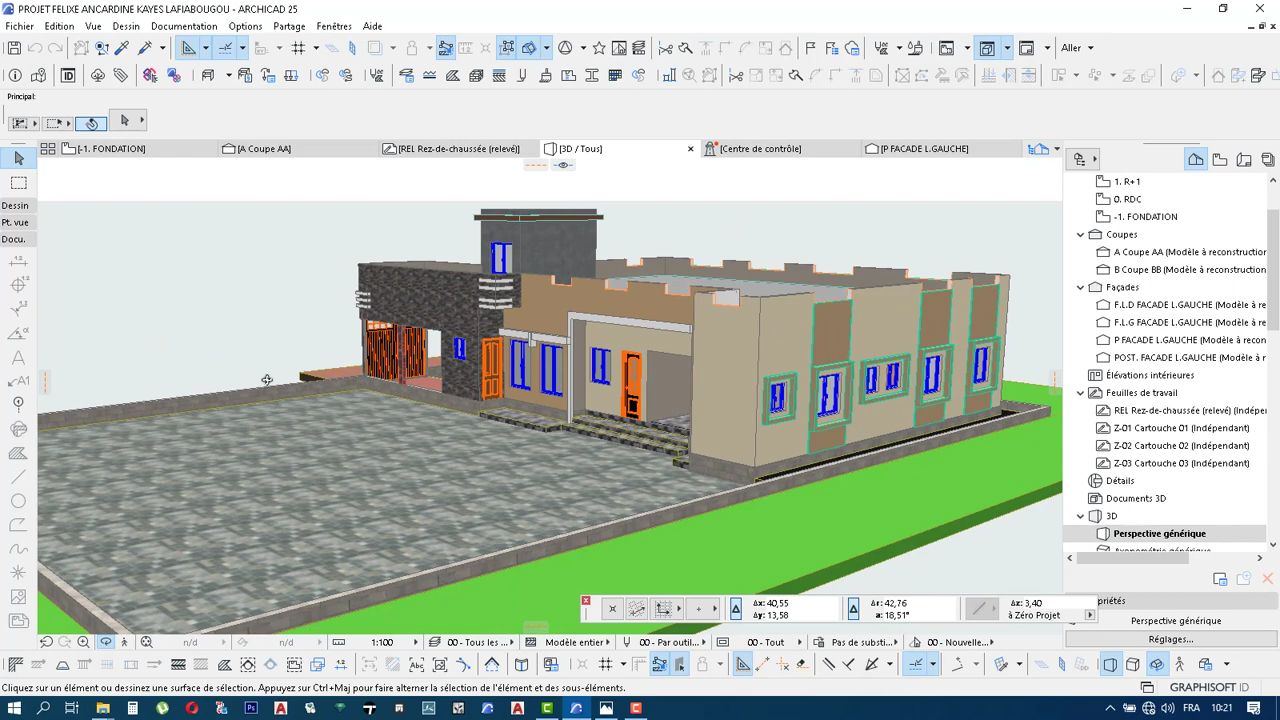 PROJET FELIXE ANCARDINE KAYES LAFIABOUGOU - ARCHICAD 25
Fichier Edition Vue Dessin Documentation Options Partage Fenêtres Aide
Aller
Principal:
[-1. FONDATION]
[A Coupe AA]
[REL Rez-de-chaussée (relevé)]
[3D / Tous]
[Centre de contrôle]
[P FACADE L.GAUCHE]
Dessin
Pt. vue
Docu.
1. R+1
0. RDC
-1. FONDATION
Coupes
A Coupe AA (Modèle à reconstruction
B Coupe BB (Modèle à reconstruction
Façades
F.L.D FACADE L.GAUCHE (Modèle à r
F.L.G FACADE L.GAUCHE (Modèle à r
P FACADE L.GAUCHE (Modèle à recon
POST. FACADE L.GAUCHE (Modèle à
Élévations intérieures
Feuilles de travail
REL Rez-de-chaussée (relevé) (Indéper
Z-01 Cartouche 01 (Indépendant)
Z-02 Cartouche 02 (Indépendant)
Z-03 Cartouche 03 (Indépendant)
Détails
Documents 3D
3D
Perspective générique
Axonométrie générique
Δx: 40,55
Δy: 13,58
Δr: 42,76
a: 18,51°
Δz: 3,40
à Zéro Projet
opriétés
Perspective générique
Réglages...
n/d
n/d
1:100
00 - Tous les ...
Modèle entier
00 - Par outi...
00 - Tout
Pas de substi...
00 - Nouvelle...
Cliquez sur un élément ou dessinez une surface de sélection. Appuyez sur Ctrl+Maj pour faire alterner la sélection de l'élément et des sous-éléments.
GRAPHISOFT ID
FRA
10:21